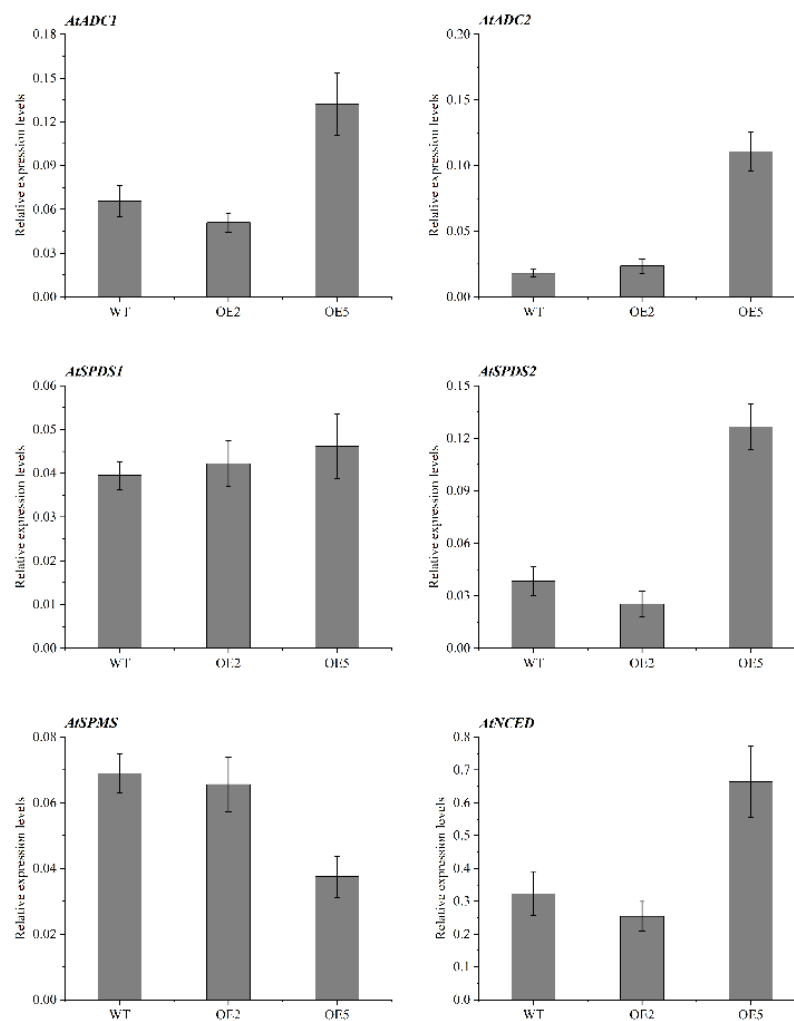 AtADC1
0.18
0.15
0.12
0.09
0.06
0.03
0.00
Relative expression levels
WT OE2 OE5
AtADC2
0.20
0.15
0.10
0.05
0.00
Relative expression levels
WT OE2 OE5
AtSPDS1
0.06
0.05
0.04
0.03
0.02
0.01
0.00
Relative expression levels
WT OE2 OE5
AtSPDS2
0.15
0.12
0.09
0.06
0.03
0.00
Relative expression levels
WT OE2 OE5
AtSPMS
0.08
0.06
0.04
0.02
0.00
Relative expression levels
WT OE2 OE5
AtNCED
0.8
0.7
0.6
0.5
0.4
0.3
0.2
0.1
0.0
Relative expression levels
WT OE2 OE5